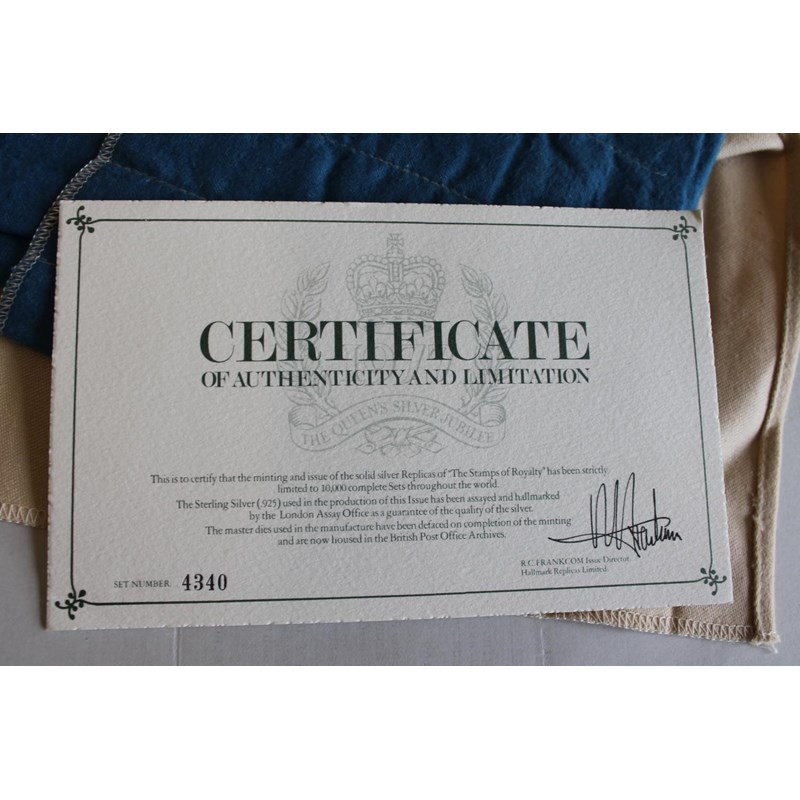 CERTIFICATE
OF AUTHENTICITY AND LIMITATION
THE QUEEN'S SILVER JUBILEE
This is to certify that the minting and issue of the solid silver Replicas of "The Stamps of Royalty" has been strictly
limited to 10,000 complete Sets throughout the world.
The Sterling Silver (.925) used in the production of this Issue has been assayed and hallmarked
by the London Assay Office as a guarantee of the quality of the silver.
The master dies used in the manufacture have been defaced on completion of the minting
and are now housed in the British Post Office Archives.
R.C. FRANKCOM Issue Director,
Hallmark Replicas Limited.
SET NUMBER 4340